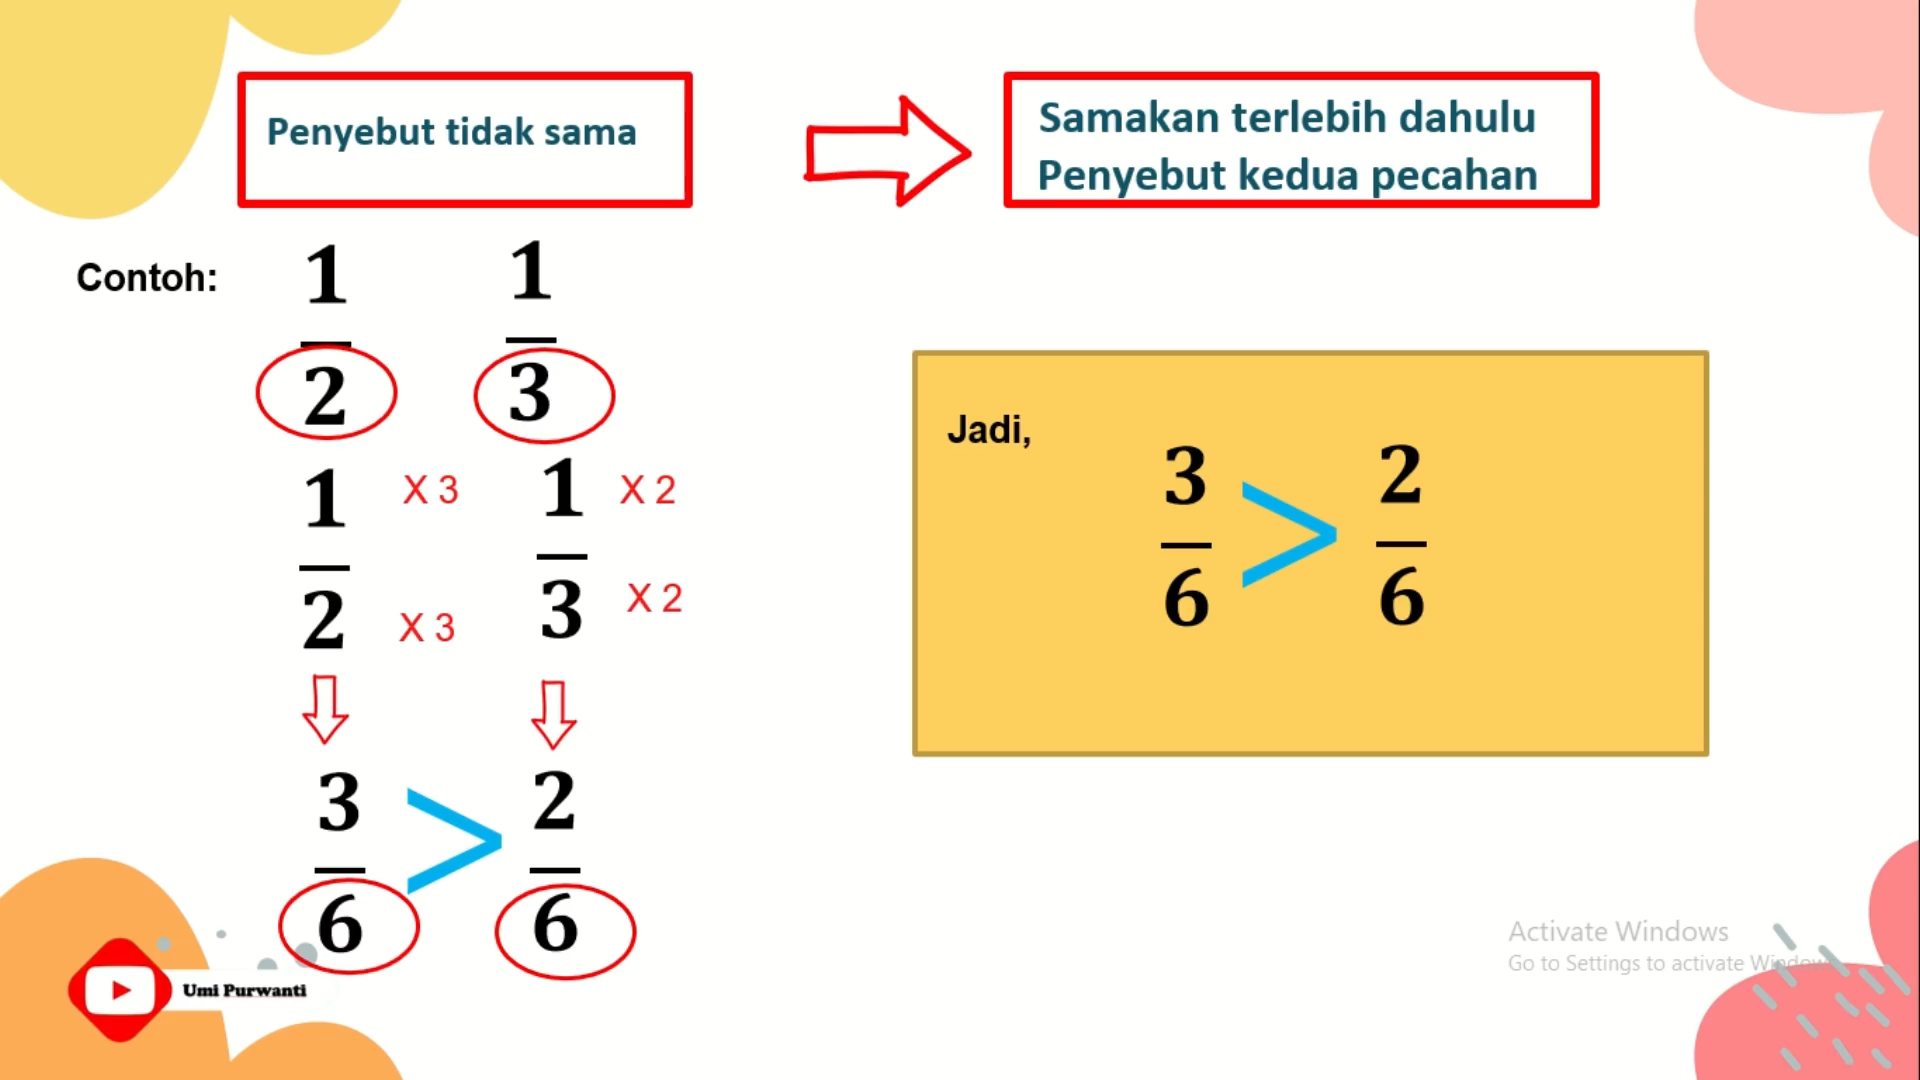 Penyebut tidak sama
Samakan terlebih dahulu
Penyebut kedua pecahan
Contoh:
1 1
2 3
1 X 3 1 X 2
2 X 3 3 X 2
3 > 2
6 6
Jadi,
3 > 2
6 6
Umi Purwanti
Activate Windows
Go to Settings to activate Windows